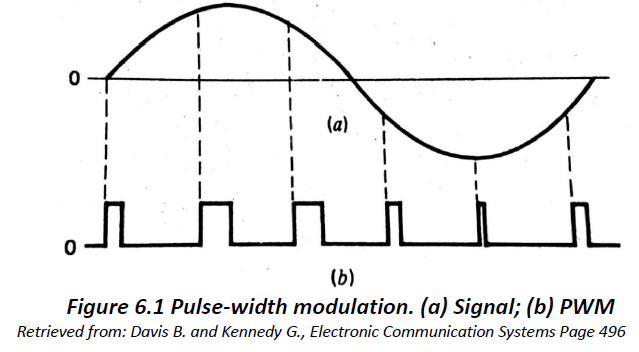 0
(a)
0
(b)
Figure 6.1 Pulse-width modulation. (a) Signal; (b) PWM
Retrieved from: Davis B. and Kennedy G., Electronic Communication Systems Page 496